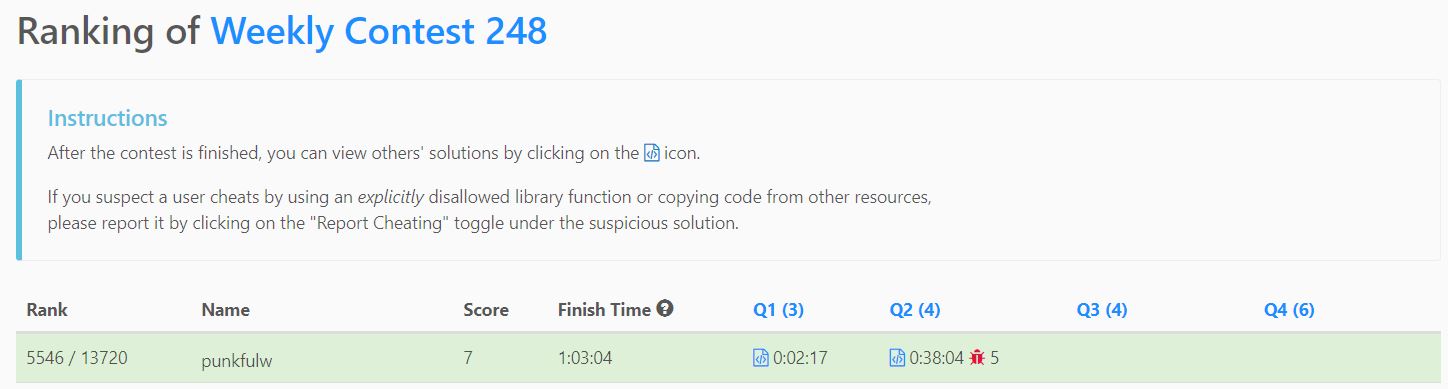 Ranking of Weekly Contest 248
Instructions
After the contest is finished, you can view others' solutions by clicking on the icon.
If you suspect a user cheats by using an explicitly disallowed library function or copying code from other resources,
please report it by clicking on the "Report Cheating" toggle under the suspicious solution.
Rank Name Score Finish Time Q1 (3) Q2 (4) Q3 (4) Q4 (6)
5546 / 13720 punkfulw 7 1:03:04 0:02:17 0:38:04 5